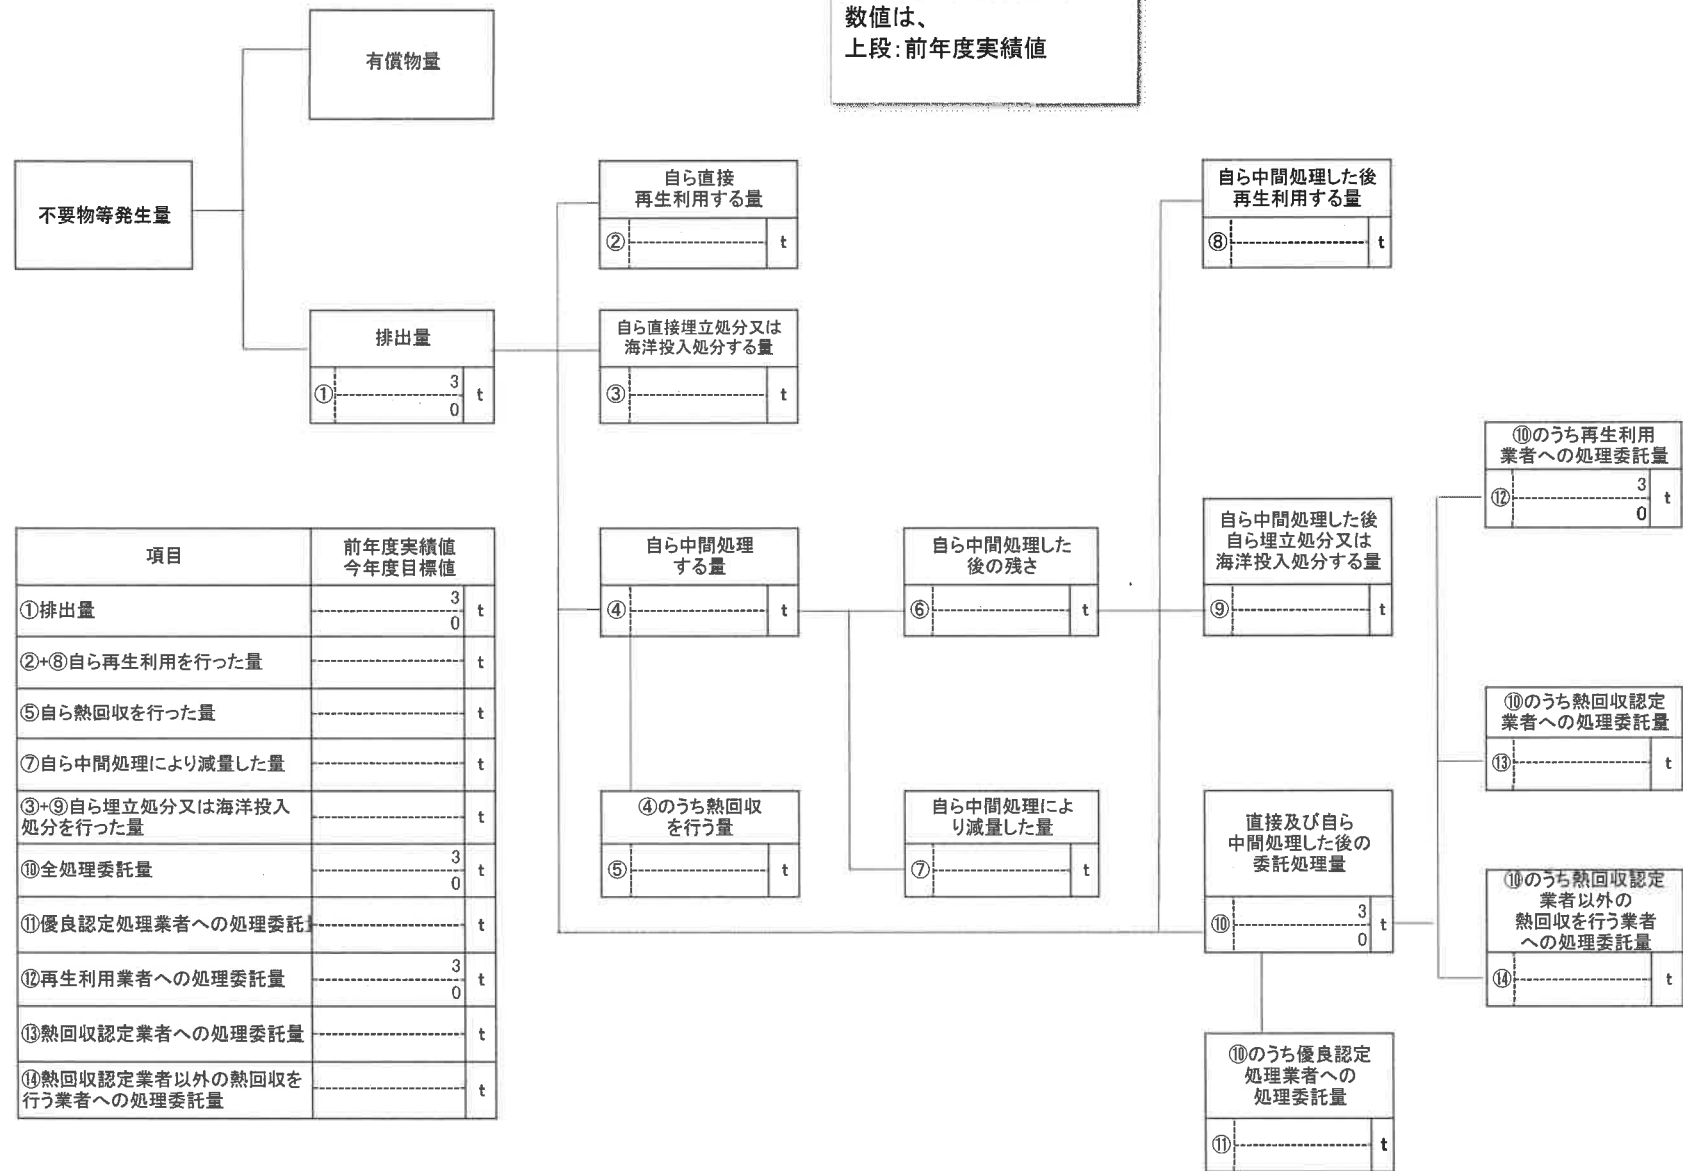 数値は、
上段:前年度実績値
有償物量
不要物等発生量
排出量
① 3 t
0
自ら直接
再生利用する量
② t
自ら直接埋立処分又は
海洋投入処分する量
③ t
自ら中間処理
する量
④ t
④のうち熱回収
を行う量
⑤ t
自ら中間処理した
後の残さ
⑥ t
自ら中間処理によ
り減量した量
⑦ t
自ら中間処理した後
再生利用する量
⑧ t
自ら中間処理した後
自ら埋立処分又は
海洋投入処分する量
⑨ t
直接及び自ら
中間処理した後の
委託処理量
⑩ 3 t
0
⑩のうち優良認定
処理業者への
処理委託量
⑪ t
⑩のうち再生利用
業者への処理委託量
⑫ 3 t
0
⑩のうち熱回収認定
業者への処理委託量
⑬ t
⑩のうち熱回収認定
業者以外の
熱回収を行う業者
への処理委託量
⑭ t
項目 前年度実績値
今年度目標値
①排出量 3 t
0
②+⑧自ら再生利用を行った量 t
⑤自ら熱回収を行った量 t
⑦自ら中間処理により減量した量 t
③+⑨自ら埋立処分又は海洋投入
処分を行った量 t
⑩全処理委託量 3 t
0
⑪優良認定処理業者への処理委託 t
⑫再生利用業者への処理委託量 3 t
0
⑬熱回収認定業者への処理委託量 t
⑭熱回収認定業者以外の熱回収を
行う業者への処理委託量 t